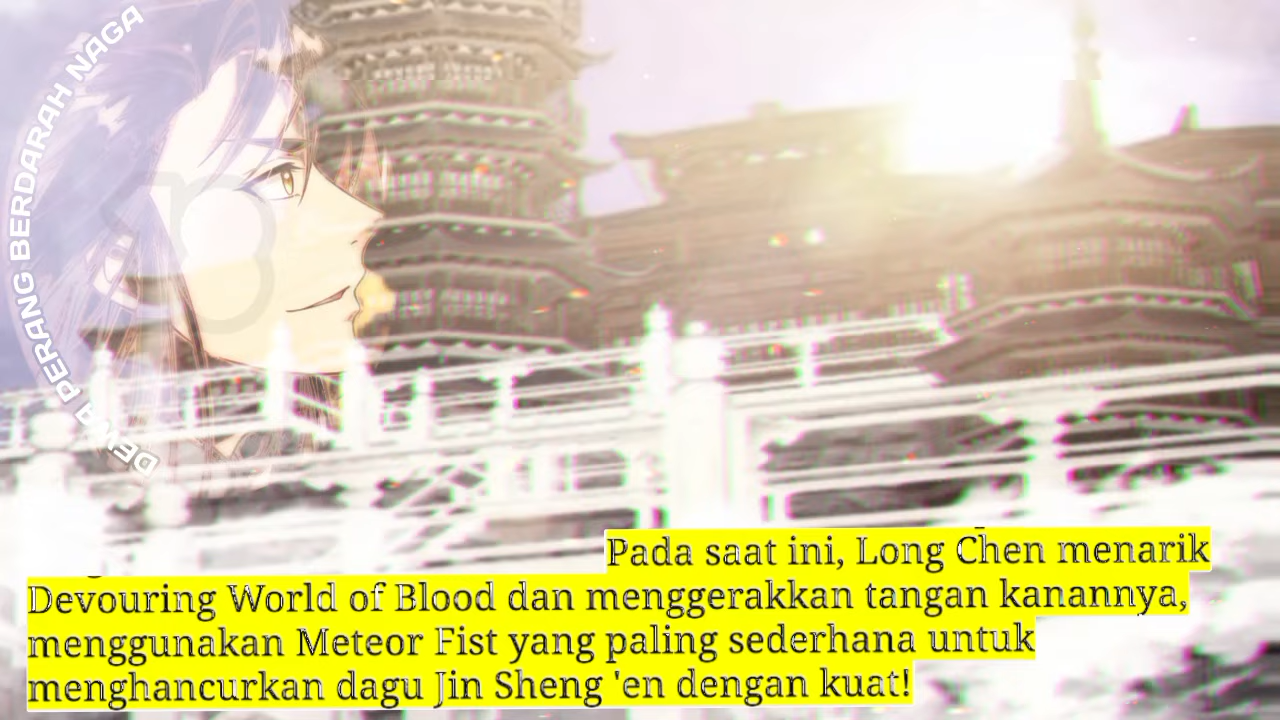 DEWA PERANG BERDARAH NAGA
Pada saat ini, Long Chen menarik
Devouring World of Blood dan menggerakkan tangan kanannya,
menggunakan Meteor Fist yang paling sederhana untuk
menghancurkan dagu Jin Sheng 'en dengan kuat!